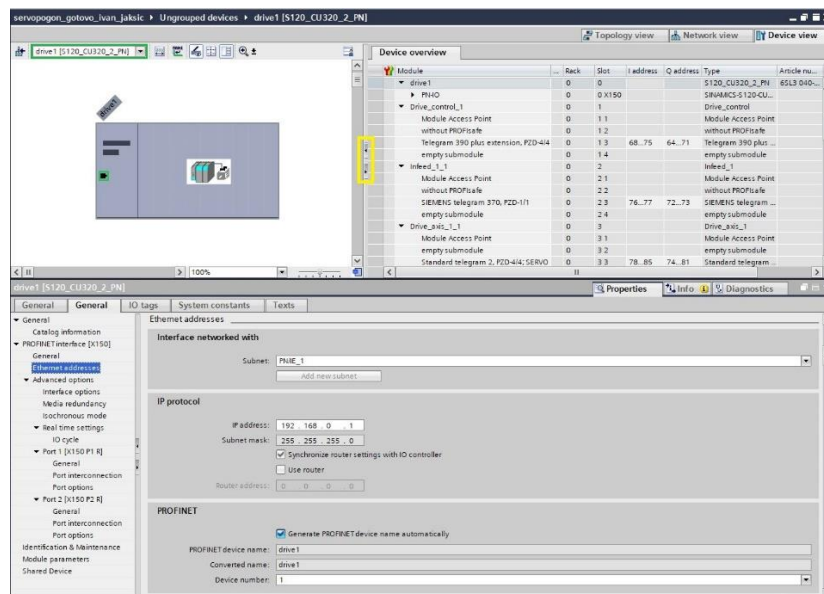 servopogon_gotovo_ivan_jaksic ▸ Ungrouped devices ▸ drive1 [S120_CU320_2_PN]
Topology view Network view Device view
drive1 [S120_CU320_2_PN]
Device overview
Module ... Rack Slot I address Q address Type Article nu...
drive1 0 0 S120_CU320_2_PN 6SL3 040-...
PN-IO 0 0 X150 SINAMICS-S120-CU...
Drive_control_1 0 1 Drive_control
Module Access Point 0 1 1 Module Access Point
without PROFIsafe 0 1 2 without PROFIsafe
Telegram 390 plus extension, PZD-4/4 0 1 3 68...75 64...71 Telegram 390 plus ...
empty submodule 0 1 4 empty submodule
Infeed_1_1 0 2 Infeed_1
Module Access Point 0 2 1 Module Access Point
without PROFIsafe 0 2 2 without PROFIsafe
SIEMENS telegram 370, PZD-1/1 0 2 3 76...77 72...73 SIEMENS telegram ...
empty submodule 0 2 4 empty submodule
Drive_axis_1_1 0 3 Drive_axis_1
Module Access Point 0 3 1 Module Access Point
empty submodule 0 3 2 empty submodule
Standard telegram 2, PZD-4/4; SERVO 0 3 3 78...85 74...81 Standard telegram ...
drive1
100%
drive1 [S120_CU320_2_PN]
Properties Info Diagnostics
General General IO tags System constants Texts
General
Catalog information
PROFINET interface [X150]
General
Ethernet addresses
Advanced options
Interface options
Media redundancy
Isochronous mode
Real time settings
IO cycle
Port 1 [X150 P1 R]
General
Port interconnection
Port options
Port 2 [X150 P2 R]
General
Port interconnection
Port options
Identification & Maintenance
Module parameters
Shared Device
Ethernet addresses
Interface networked with
Subnet: PN/IE_1
Add new subnet
IP protocol
IP address: 192 . 168 . 0 . 1
Subnet mask: 255 . 255 . 255 . 0
Synchronize router settings with IO controller
Use router
Router address: 0 . 0 . 0 . 0
PROFINET
Generate PROFINET device name automatically
PROFINET device name: drive1
Converted name: drive1
Device number: 1